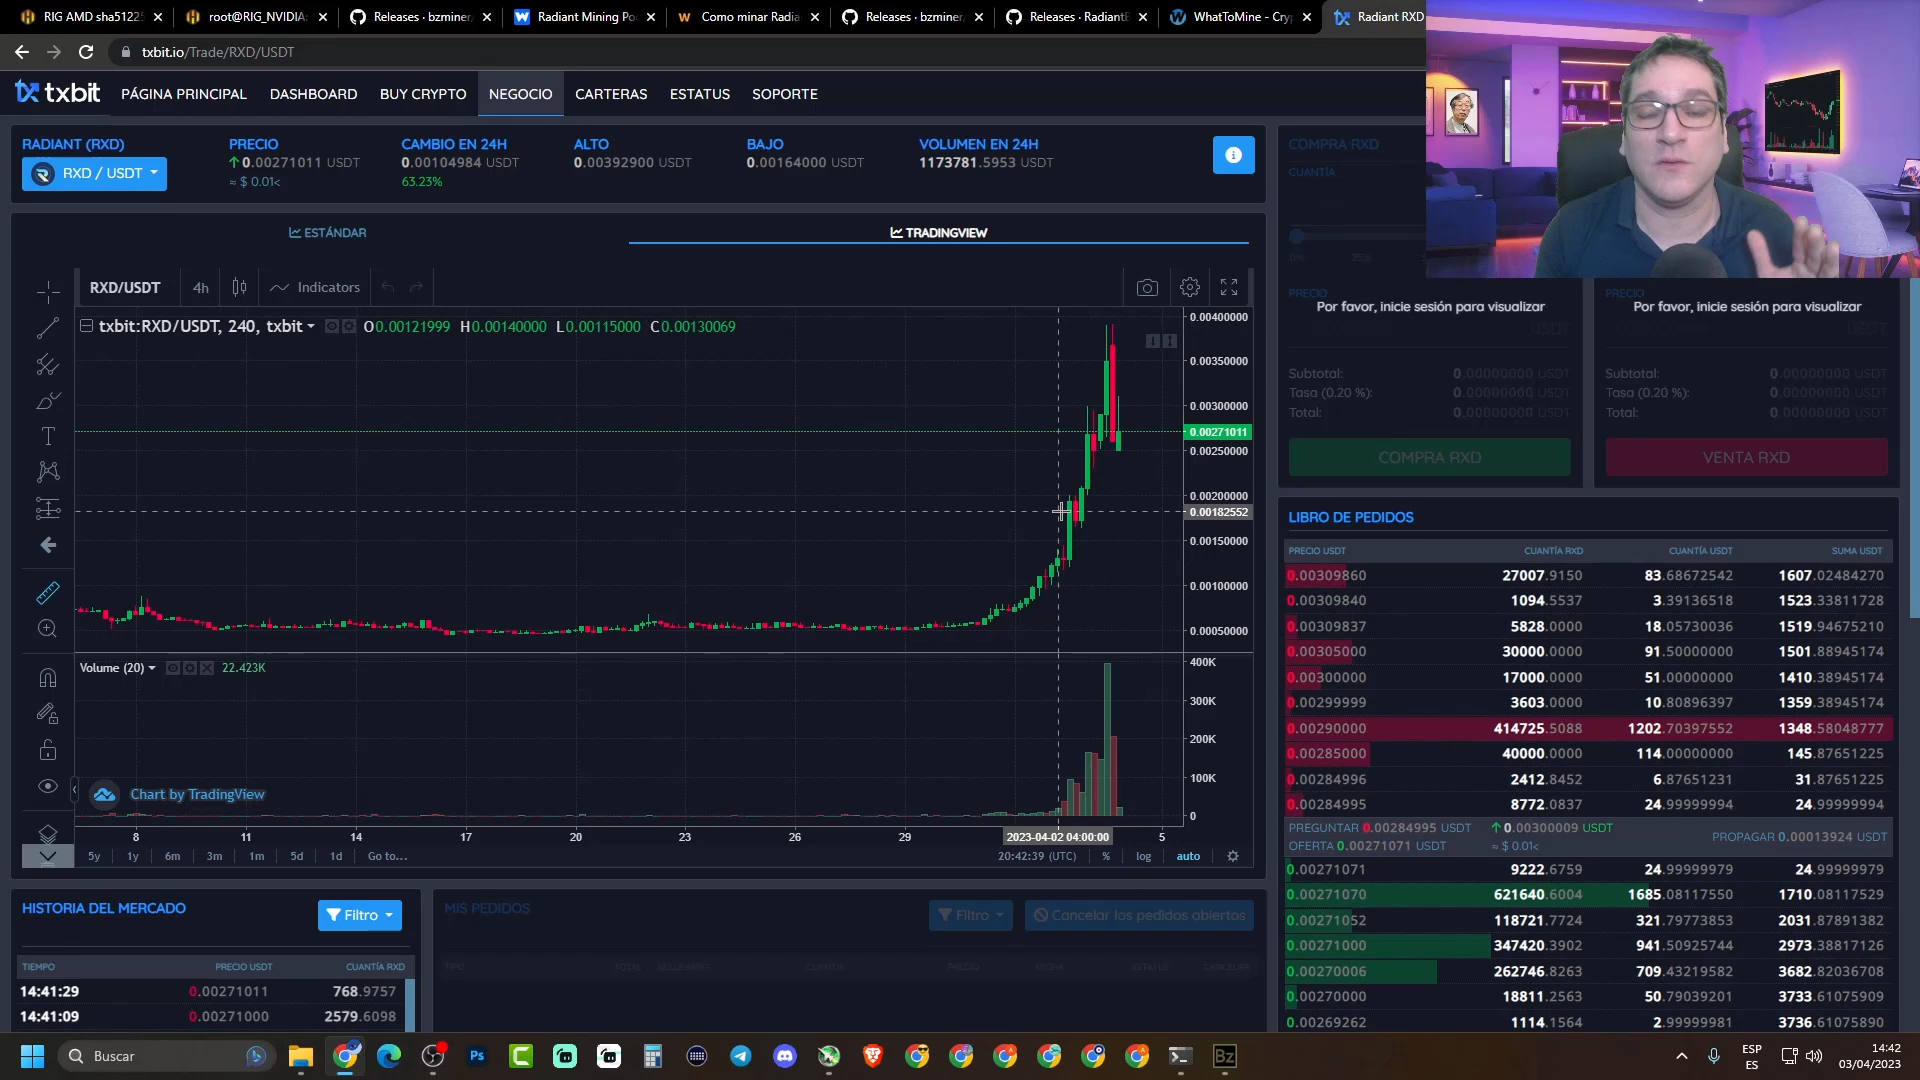 RIG AMD sha5122
root@RIG_NVIDIA:
Releases · bzminer/
Radiant Mining Po
Como minar Radia
Releases · bzminer/
Releases · RadiantB
WhatToMine - Cry
Radiant RXD
txbit.io/Trade/RXD/USDT
txbit
PÁGINA PRINCIPAL
DASHBOARD
BUY CRYPTO
NEGOCIO
CARTERAS
ESTATUS
SOPORTE
RADIANT (RXD)
RXD / USDT
PRECIO
0.00271011 USDT
≈ $ 0.01<
CAMBIO EN 24H
0.00104984 USDT
63.23%
ALTO
0.00392900 USDT
BAJO
0.00164000 USDT
VOLUMEN EN 24H
1173781.5953 USDT
ESTÁNDAR
TRADINGVIEW
RXD/USDT
4h
Indicators
txbit:RXD/USDT, 240, txbit
O0.00121999 H0.00140000 L0.00115000 C0.00130069
0.00400000
0.00350000
0.00300000
0.00271011
0.00250000
0.00200000
0.00182552
0.00150000
0.00100000
0.00050000
Volume (20)
22.423K
400K
300K
200K
100K
0
Chart by TradingView
8
11
14
17
20
23
26
29
2023-04-02 04:00:00
5
5y
1y
6m
3m
1m
5d
1d
Go to...
20:42:39 (UTC)
%
log
auto
COMPRA RXD
CUANTÍA
0%
25%
PRECIO
Por favor, inicie sesión para visualizar
USDT
Subtotal: 0.00000000 USDT
Tasa (0.20 %): 0.00000000 USDT
Total: 0.00000000 USDT
COMPRA RXD
PRECIO
Por favor, inicie sesión para visualizar
USDT
Subtotal: 0.00000000 USDT
Tasa (0.20 %): 0.00000000 USDT
Total: 0.00000000 USDT
VENTA RXD
LIBRO DE PEDIDOS
PRECIO USDT CUANTÍA RXD CUANTÍA USDT SUMA USDT
0.00309860 27007.9150 83.68672542 1607.02484270
0.00309840 1094.5537 3.39136518 1523.33811728
0.00309837 5828.0000 18.05730036 1519.94675210
0.00305000 30000.0000 91.50000000 1501.88945174
0.00300000 17000.0000 51.00000000 1410.38945174
0.00299999 3603.0000 10.80896397 1359.38945174
0.00290000 414725.5088 1202.70397552 1348.58048777
0.00285000 40000.0000 114.00000000 145.87651225
0.00284996 2412.8452 6.87651231 31.87651225
0.00284995 8772.0837 24.99999994 24.99999994
PREGUNTAR 0.00284995 USDT
OFERTA 0.00271071 USDT
0.00300009 USDT
≈ $ 0.01<
PROPAGAR 0.00013924 USDT
0.00271071 9222.6759 24.99999979 24.99999979
0.00271070 621640.6004 1685.08117550 1710.08117529
0.00271052 118721.7724 321.79773853 2031.87891382
0.00271000 347420.3902 941.50925744 2973.38817126
0.00270006 262746.8263 709.43219582 3682.82036708
0.00270000 18811.2563 50.79039201 3733.61075909
0.00269262 1114.1564 2.99999981 3736.61075890
HISTORIA DEL MERCADO
Filtro
TIEMPO PRECIO USDT CUANTÍA RXD
14:41:29 0.00271011 768.9757
14:41:09 0.00271000 2579.6098
MIS PEDIDOS
Filtro
Cancelar los pedidos abiertos
TIPO
TOTAL
CUANTÍA
PRECIO
FECHA
ESTATUS
CANCELAR
Buscar
Ps
Bz
ESP
ES
14:42
03/04/2023